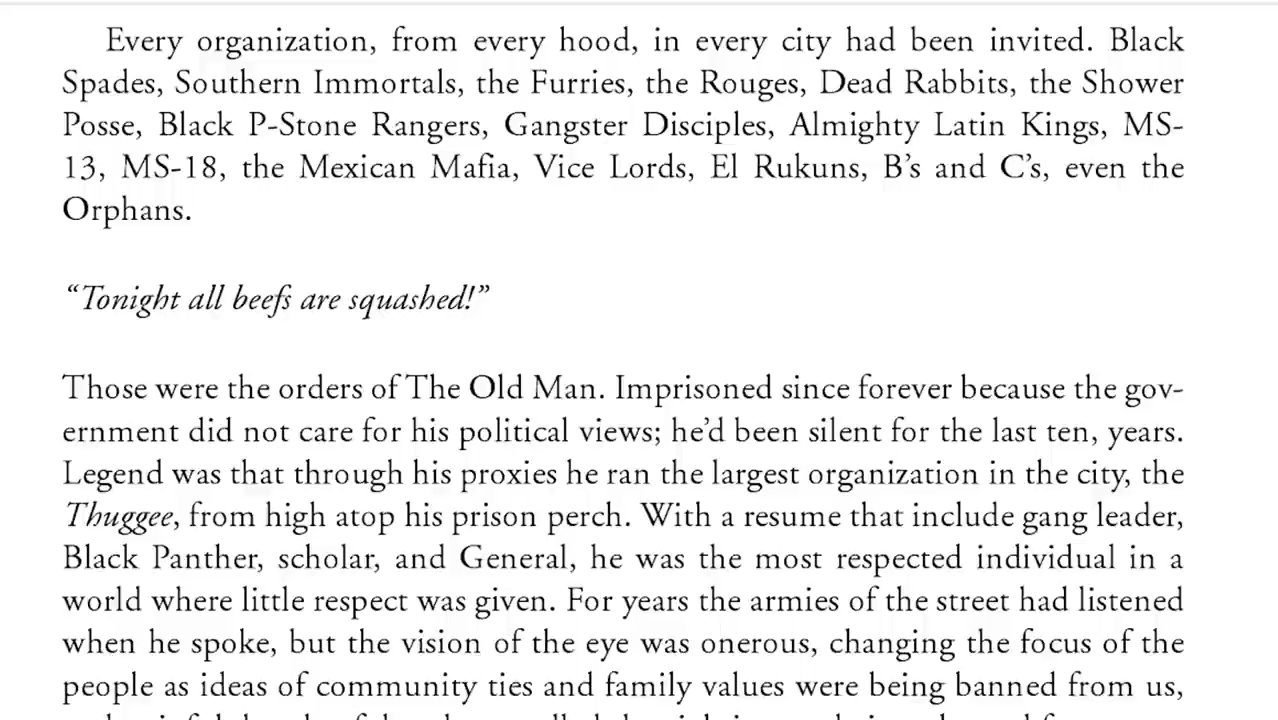 Every organization, from every hood, in every city had been invited. Black
Spades, Southern Immortals, the Furries, the Rouges, Dead Rabbits, the Shower
Posse, Black P-Stone Rangers, Gangster Disciples, Almighty Latin Kings, MS-
13, MS-18, the Mexican Mafia, Vice Lords, El Rukuns, B’s and C’s, even the
Orphans.
“Tonight all beefs are squashed!”
Those were the orders of The Old Man. Imprisoned since forever because the gov-
ernment did not care for his political views; he’d been silent for the last ten, years.
Legend was that through his proxies he ran the largest organization in the city, the
Thuggee, from high atop his prison perch. With a resume that include gang leader,
Black Panther, scholar, and General, he was the most respected individual in a
world where little respect was given. For years the armies of the street had listened
when he spoke, but the vision of the eye was onerous, changing the focus of the
people as ideas of community ties and family values were being banned from us,